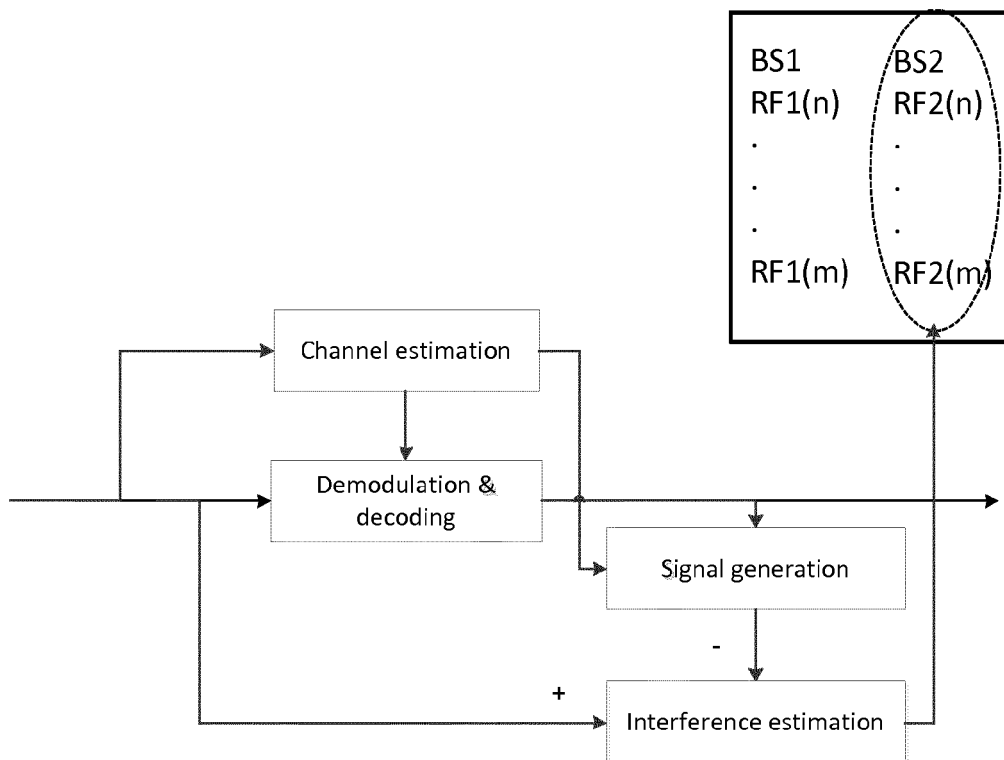 BS1 BS2
RF1(n) RF2(n)
. .
. .
. .
RF1(m) RF2(m)
Channel estimation
Demodulation &
decoding
Signal generation
-
+
Interference estimation